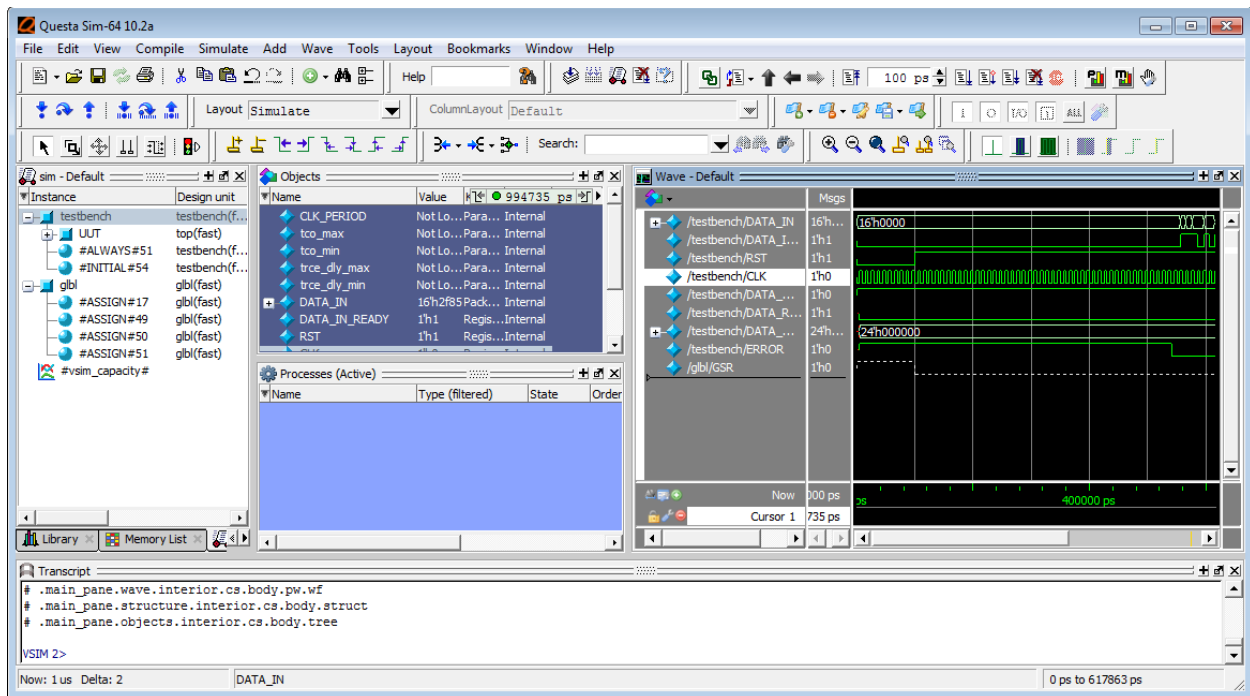 Questa Sim-64 10.2a
File Edit View Compile Simulate Add Wave Tools Layout Bookmarks Window Help
Help 100 ps
Layout Simulate ColumnLayout Default I O I/O ALL
Search:
sim - Default
Instance Design unit
testbench testbench(f...
UUT top(fast)
#ALWAYS#51 testbench(f...
#INITIAL#54 testbench(f...
glbl glbl(fast)
#ASSIGN#17 glbl(fast)
#ASSIGN#49 glbl(fast)
#ASSIGN#50 glbl(fast)
#ASSIGN#51 glbl(fast)
#vsim_capacity#
Library Memory List
Objects
Name Value 994735 ps
CLK_PERIOD Not Lo... Para... Internal
tco_max Not Lo... Para... Internal
tco_min Not Lo... Para... Internal
trce_dly_max Not Lo... Para... Internal
trce_dly_min Not Lo... Para... Internal
DATA_IN 16'h2f85 Pack... Internal
DATA_IN_READY 1'h1 Regis... Internal
RST 1'h1 Regis... Internal
Processes (Active)
Name Type (filtered) State Order
Wave - Default
Msgs
/testbench/DATA_IN 16'h... 16'h0000
/testbench/DATA_I... 1'h1
/testbench/RST 1'h1
/testbench/CLK 1'h0
/testbench/DATA_... 1'h0
/testbench/DATA_R... 1'h1
/testbench/DATA_... 24'h... 24'h000000
/testbench/ERROR 1'h0
/glbl/GSR 1'h0
Now 000 ps ps 400000 ps
Cursor 1 735 ps
Transcript
# .main_pane.wave.interior.cs.body.pw.wf
# .main_pane.structure.interior.cs.body.struct
# .main_pane.objects.interior.cs.body.tree
VSIM 2>
Now: 1 us Delta: 2 DATA_IN 0 ps to 617863 ps